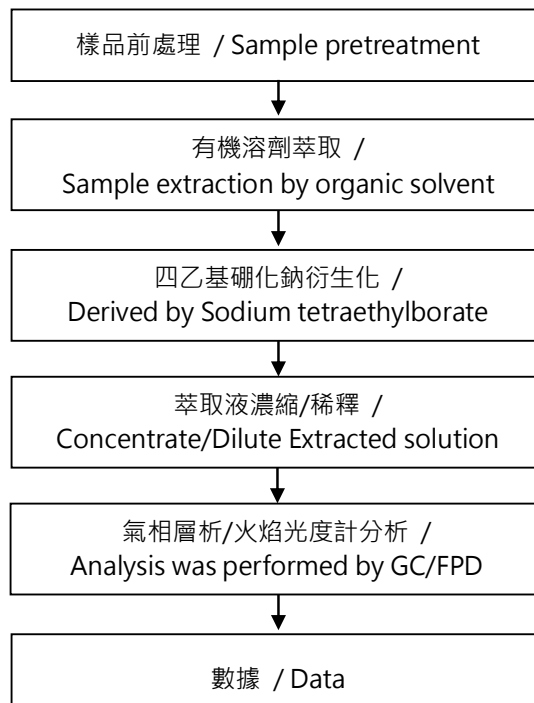 樣品前處理 / Sample pretreatment
有機溶劑萃取 /
Sample extraction by organic solvent
四乙基硼化鈉衍生化 /
Derived by Sodium tetraethylborate
萃取液濃縮/稀釋 /
Concentrate/Dilute Extracted solution
氣相層析/火焰光度計分析 /
Analysis was performed by GC/FPD
數據 / Data